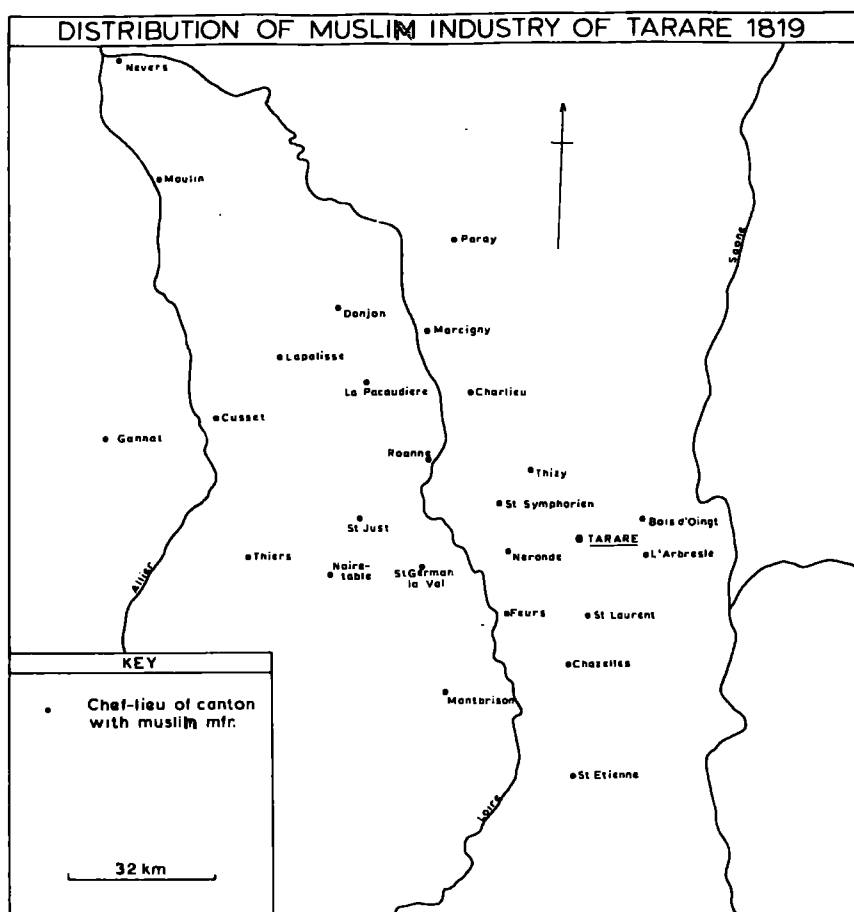 DISTRIBUTION OF MUSLIM INDUSTRY OF TARARE 1819
Nevers
Moulin
Paray
Saone
Donjon
Marcigny
Lapalisse
La Pacaudiere
Charlieu
Cusset
Gannat
Roanne
Thizy
St Symphorien
Bois d'Oingt
St Just
TARARE
Neronde
L'Arbresle
Thiers
Noire-
table
St German
la Val
Allier
Feurs
St Laurent
Chazelles
Montbrison
St Etienne
Loire
KEY
Chef-lieu of canton
with muslim mfr.
32 km